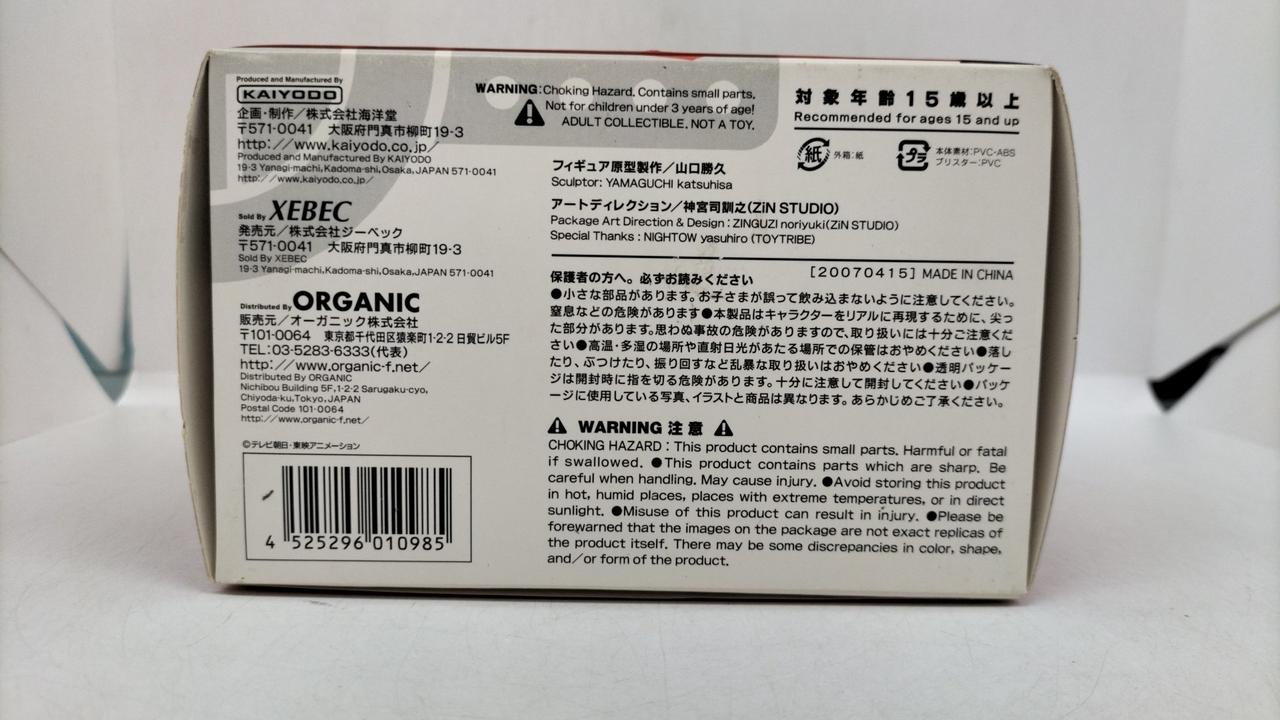 Produced and Manufactured By
KAIYODO
企画・制作／株式会社海洋堂
〒571-0041 大阪府門真市柳町19-3
http://www.kaiyodo.co.jp/
Produced and Manufactured By KAIYODO
19-3 Yanagi-machi,Kadoma-shi,Osaka,JAPAN 571-0041
http://www.kaiyodo.co.jp/
Sold By XEBEC
発売元／株式会社ジーベック
〒571-0041 大阪府門真市柳町19-3
Sold By XEBEC
19-3 Yanagi-machi,Kadoma-shi,Osaka,JAPAN 571-0041
Distributed By ORGANIC
販売元／オーガニック株式会社
〒101-0064 東京都千代田区猿楽町1-2-2 日貿ビル5F
TEL:03-5283-6333(代表)
http://www.organic-f.net/
Distributed By ORGANIC
Nichibou Building 5F,1-2-2 Sarugaku-cyo,
Chiyoda-ku,Tokyo,JAPAN
Postal Code 101-0064
http://www.organic-f.net/
©テレビ朝日・東映アニメーション
4 525296 010985
WARNING:Choking Hazard. Contains small parts.
Not for children under 3 years of age!
ADULT COLLECTIBLE. NOT A TOY.
対象年齢15歳以上
Recommended for ages 15 and up
紙 外箱:紙
プラ 本体素材:PVC・ABS
ブリスター:PVC
フィギュア原型製作／山口勝久
Sculptor: YAMAGUCHI katsuhisa
アートディレクション／神宮司訓之(ZiN STUDIO)
Package Art Direction & Design : ZINGUZI noriyuki(ZiN STUDIO)
Special Thanks : NIGHTOW yasuhiro (TOYTRIBE)
[20070415] MADE IN CHINA
保護者の方へ。必ずお読みください
●小さな部品があります。お子さまが誤って飲み込まないように注意してください。
窒息などの危険があります●本製品はキャラクターをリアルに再現するために、尖っ
た部分があります。思わぬ事故の危険がありますので、取り扱いには十分ご注意くだ
さい●高温・多湿の場所や直射日光があたる場所での保管はおやめください●落し
たり、ぶつけたり、振り回すなど乱暴な取り扱いはおやめください●透明パッケー
ジは開封時に指を切る危険があります。十分に注意して開封してください●パッケ
ージに使用している写真、イラストと商品は異なります。あらかじめご了承ください。
WARNING 注意
CHOKING HAZARD : This product contains small parts. Harmful or fatal
if swallowed. ●This product contains parts which are sharp. Be
careful when handling. May cause injury. ●Avoid storing this product
in hot, humid places, places with extreme temperatures, or in direct
sunlight. ●Misuse of this product can result in injury. ●Please be
forewarned that the images on the package are not exact replicas of
the product itself. There may be some discrepancies in color, shape,
and/or form of the product.